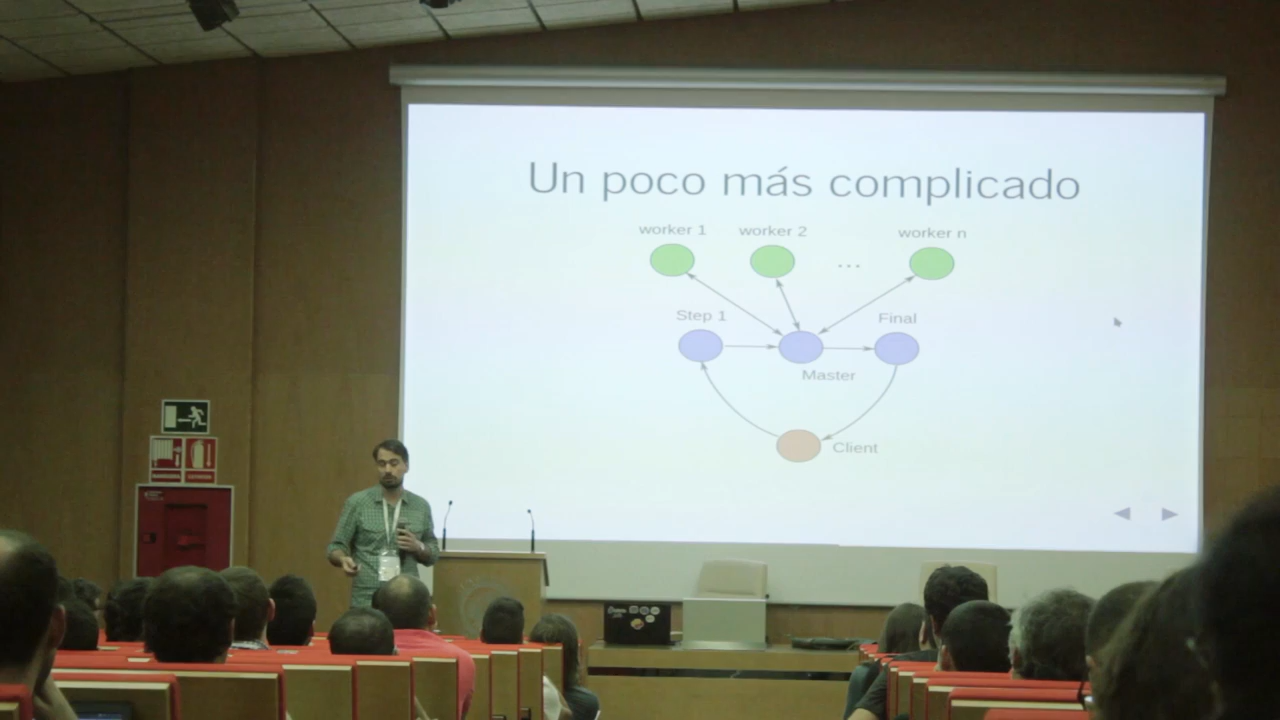 Un poco más complicado
worker 1 worker 2 worker n
...
Step 1 Final
Master
Client